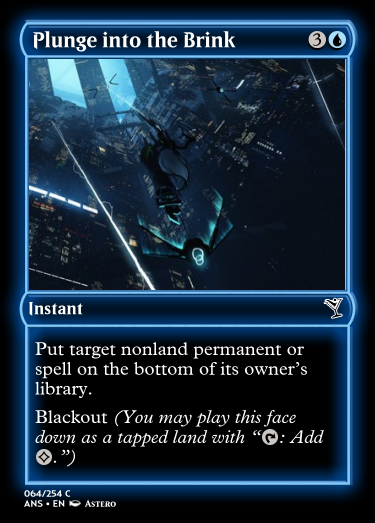 Plunge into the Brink 3
Instant
Put target nonland permanent or
spell on the bottom of its owner's
library.
Blackout (You may play this face
down as a tapped land with “: Add
.”)
064/254 C
ANS • EN Astero